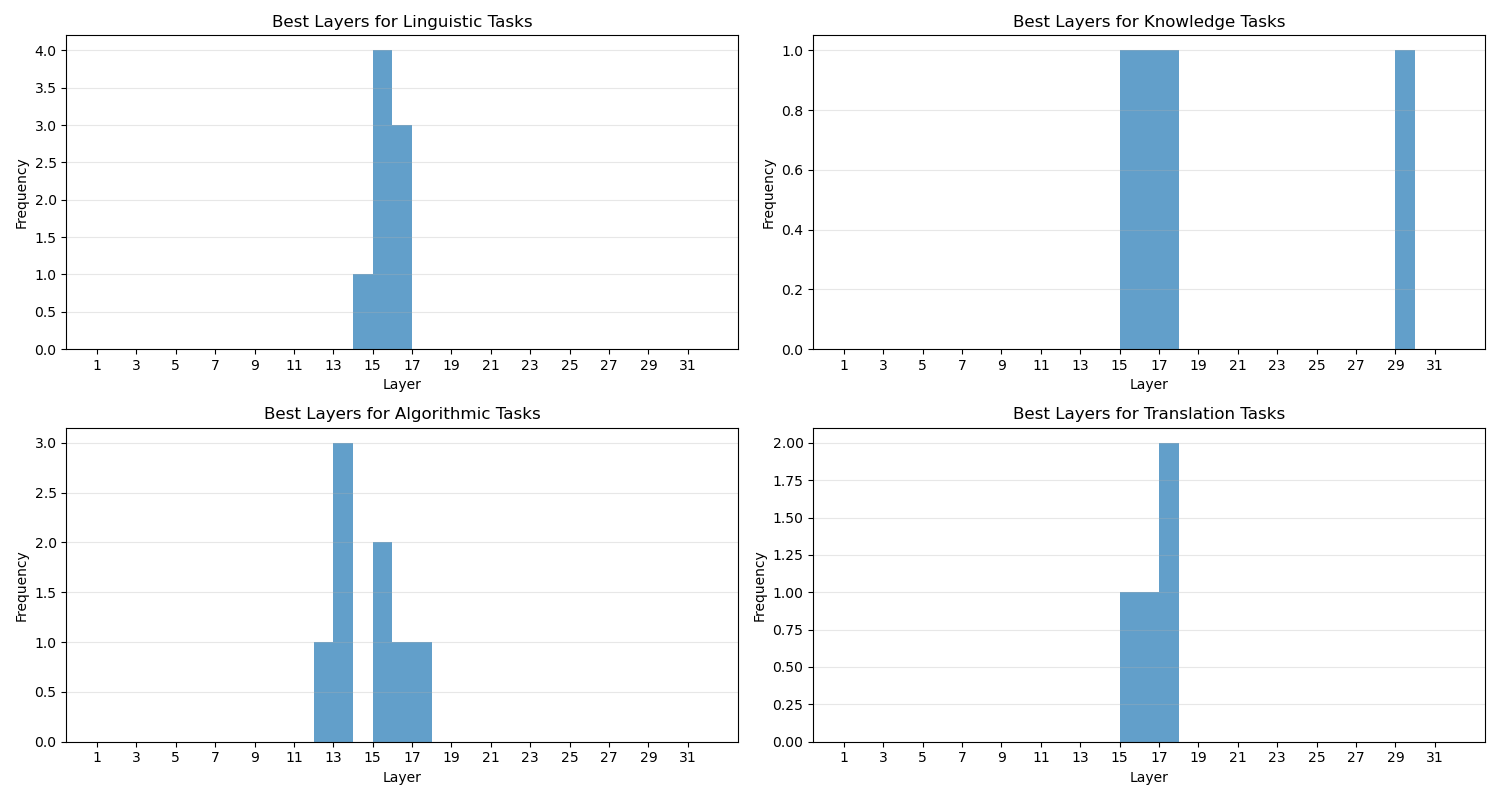 Best Layers for Linguistic Tasks
4.0
3.5
3.0
2.5
2.0
1.5
1.0
0.5
0.0
Frequency
1 3 5 7 9 11 13 15 17 19 21 23 25 27 29 31
Layer
Best Layers for Knowledge Tasks
1.0
0.8
0.6
0.4
0.2
0.0
Frequency
1 3 5 7 9 11 13 15 17 19 21 23 25 27 29 31
Layer
Best Layers for Algorithmic Tasks
3.0
2.5
2.0
1.5
1.0
0.5
0.0
Frequency
1 3 5 7 9 11 13 15 17 19 21 23 25 27 29 31
Layer
Best Layers for Translation Tasks
2.00
1.75
1.50
1.25
1.00
0.75
0.50
0.25
0.00
Frequency
1 3 5 7 9 11 13 15 17 19 21 23 25 27 29 31
Layer